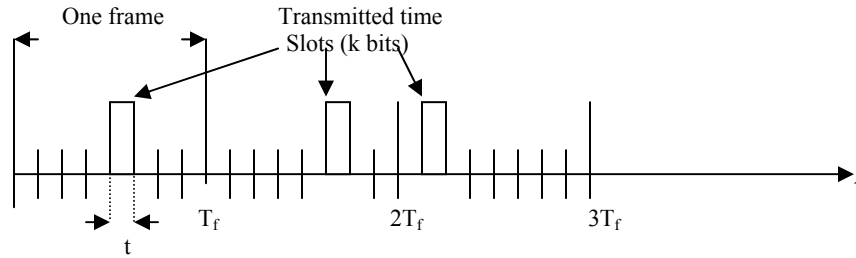 One frame
Transmitted time
Slots (k bits)
T_f
2T_f
3T_f
t